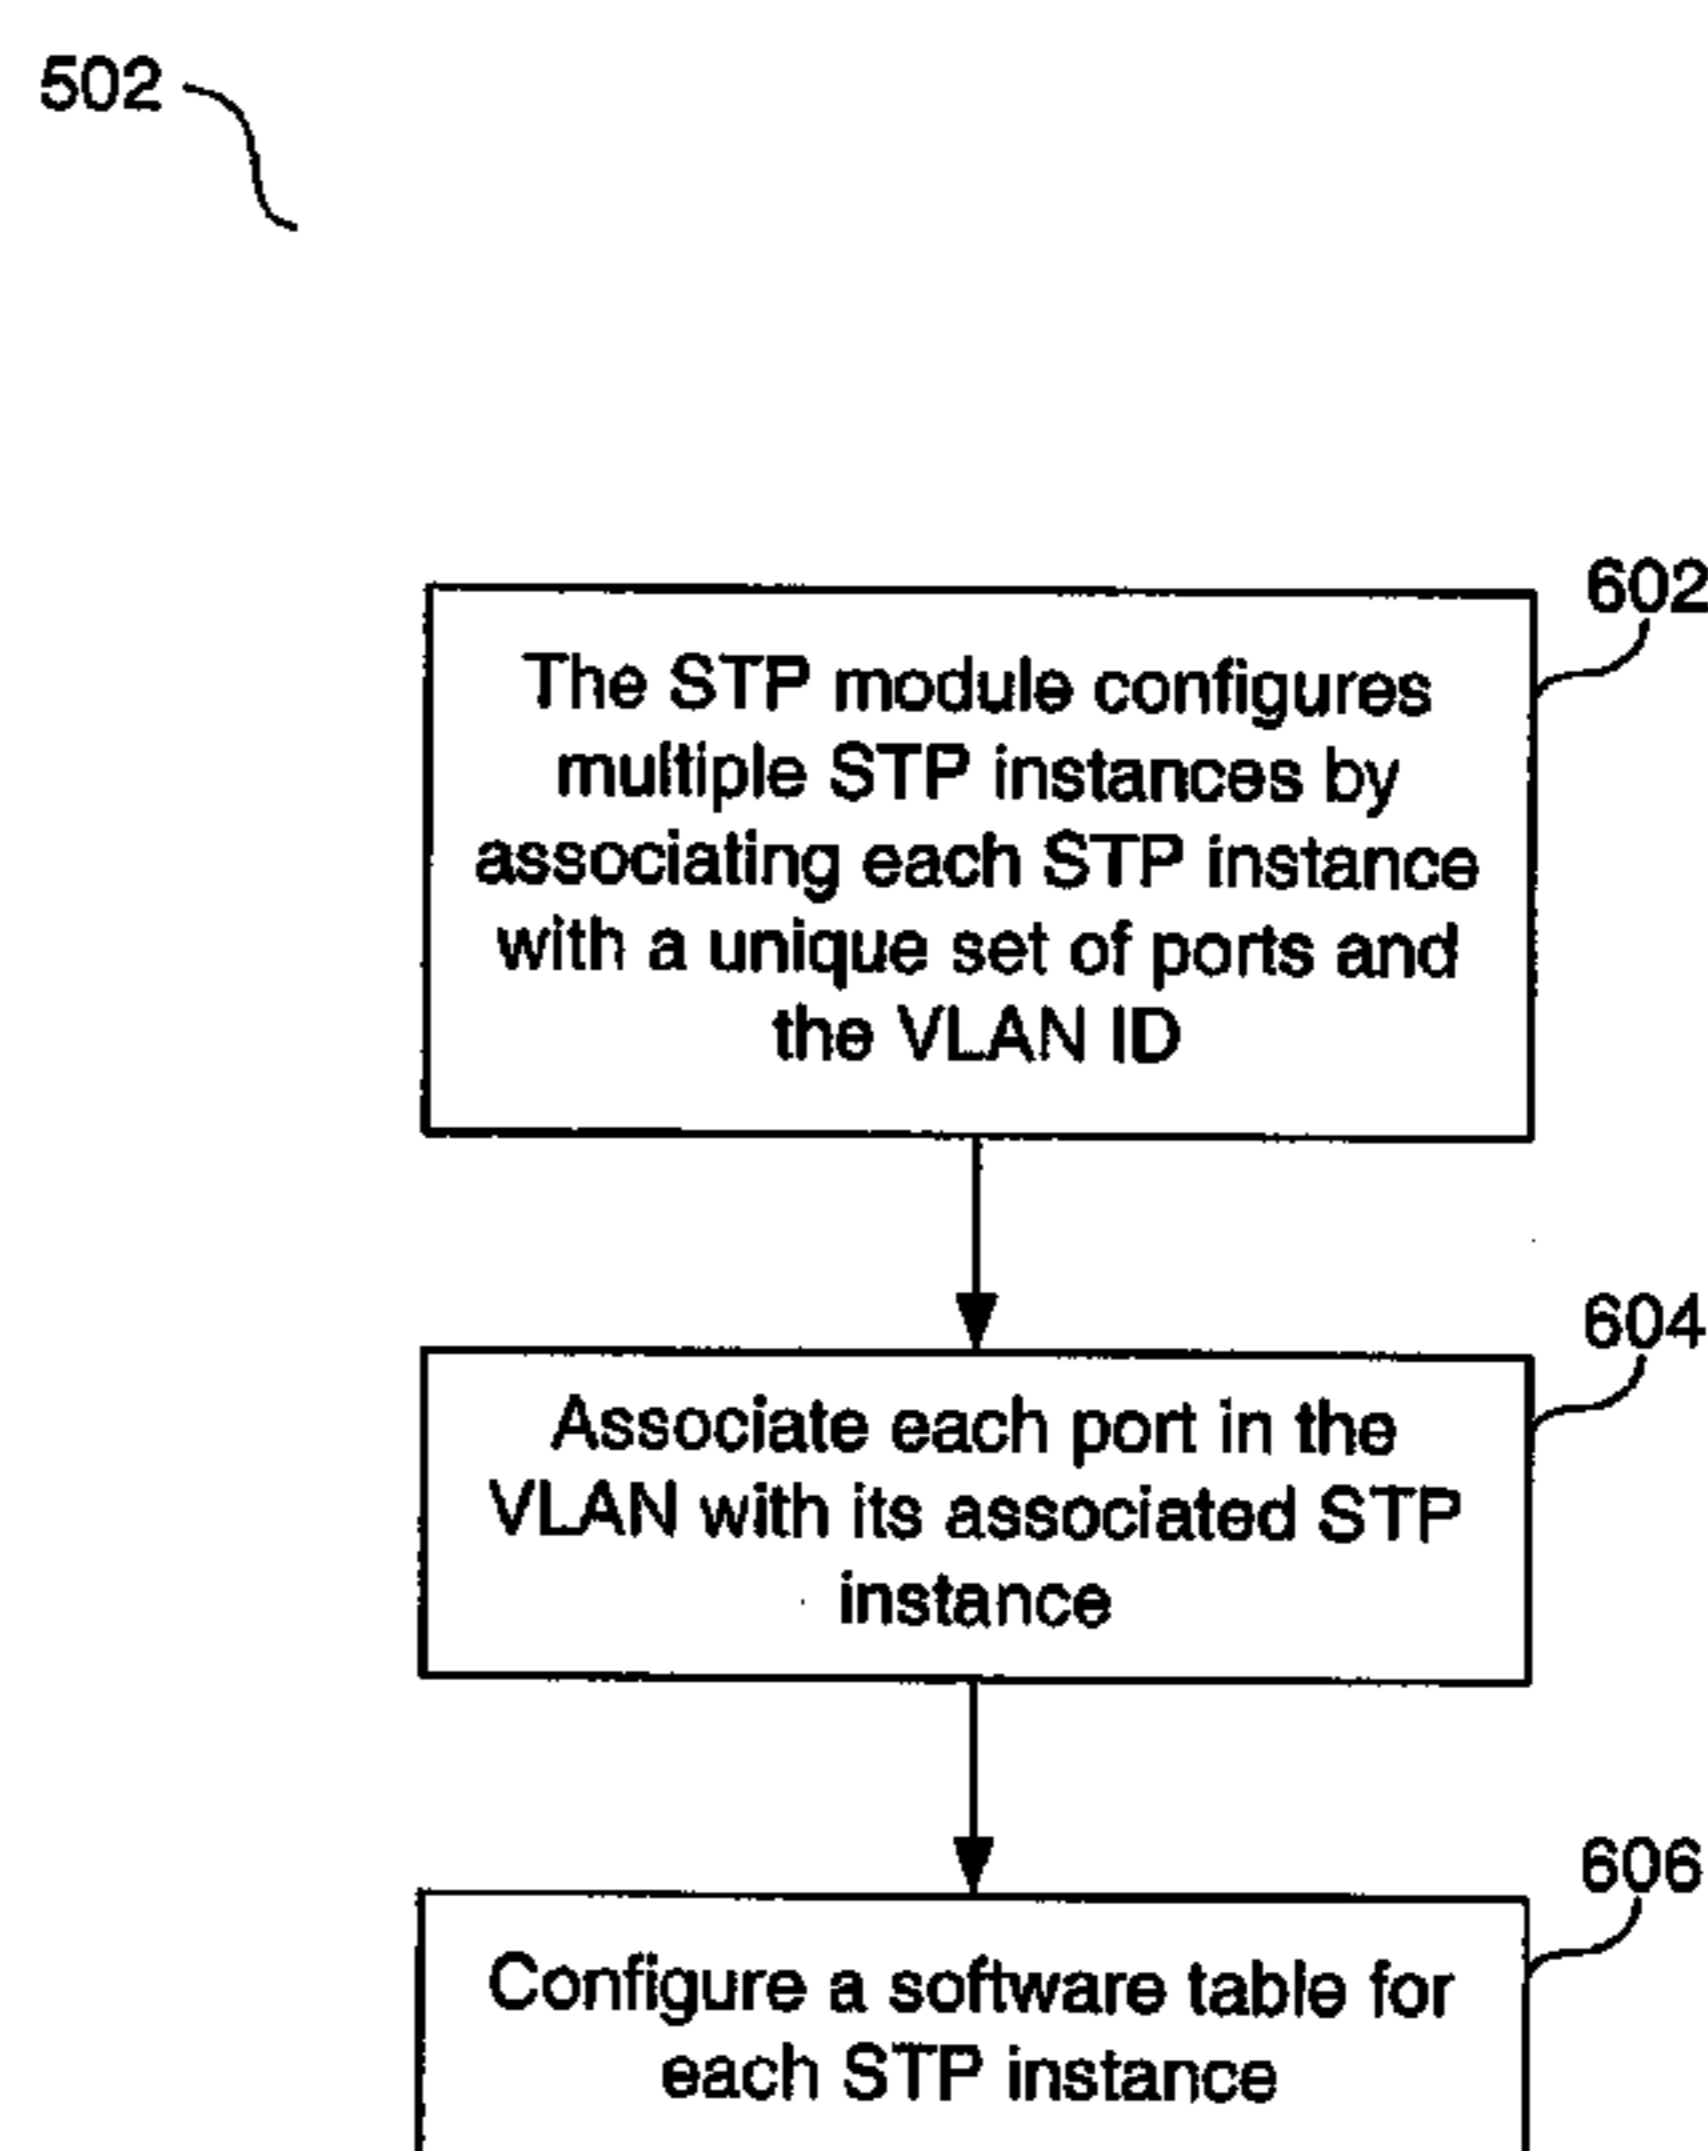 502
602
The STP module configures
multiple STP instances by
associating each STP instance
with a unique set of ports and
the VLAN ID
604
Associate each port in the
VLAN with its associated STP
instance
606
Configure a software table for
each STP instance